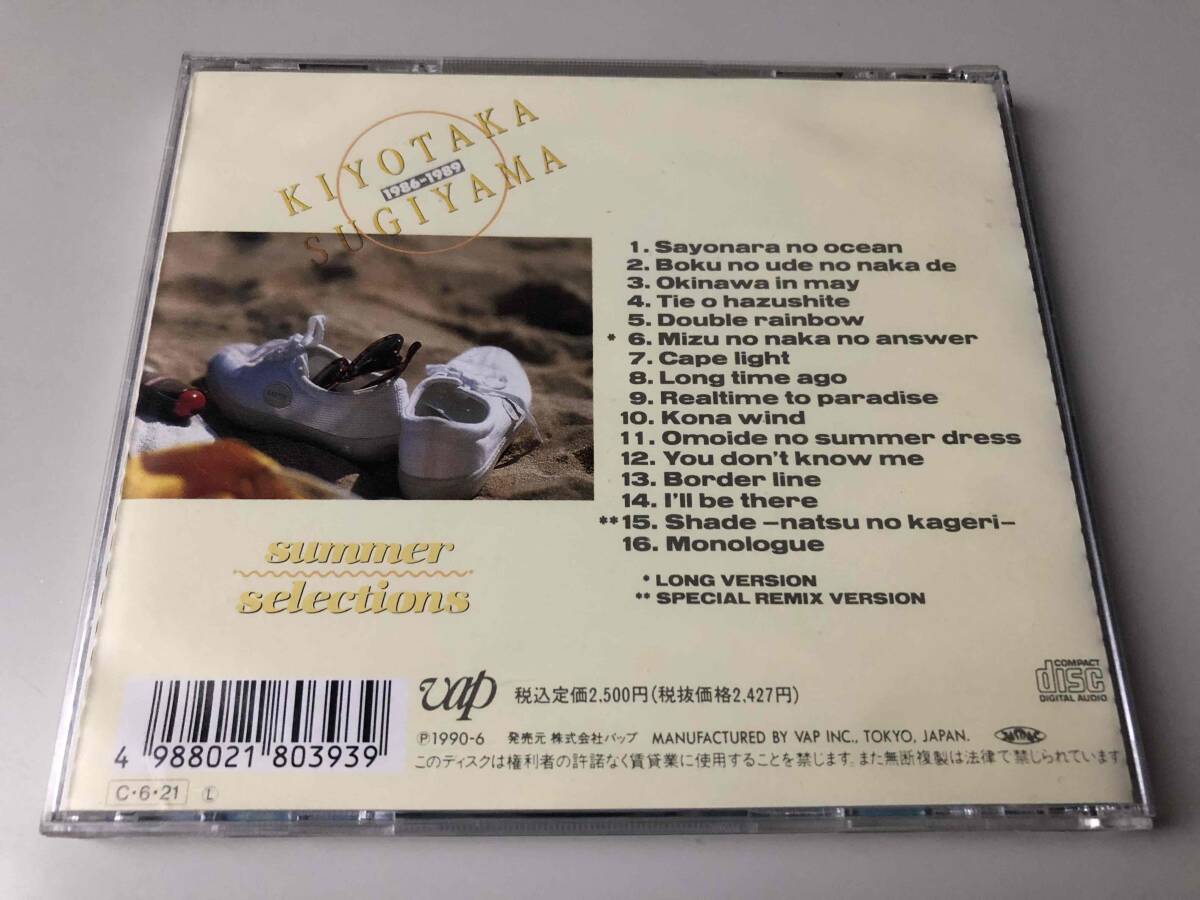 KIYOTAKA
1986-1989
SUGIYAMA
1. Sayonara no ocean
2. Boku no ude no naka de
3. Okinawa in may
4. Tie o hazushite
5. Double rainbow
* 6. Mizu no naka no answer
7. Cape light
8. Long time ago
9. Realtime to paradise
10. Kona wind
11. Omoide no summer dress
12. You don't know me
13. Border line
14. I'll be there
**15. Shade –natsu no kageri–
16. Monologue
* LONG VERSION
** SPECIAL REMIX VERSION
summer
selections
vap 税込定価2,500円(税抜価格2,427円)
COMPACT
disc
DIGITAL AUDIO
℗1990-6 発売元 株式会社バップ MANUFACTURED BY VAP INC., TOKYO, JAPAN.
このディスクは権利者の許諾なく賃貸業に使用することを禁じます。また無断複製は法律で禁じられています。
4 988021 803939
C・6・21 Ⓛ